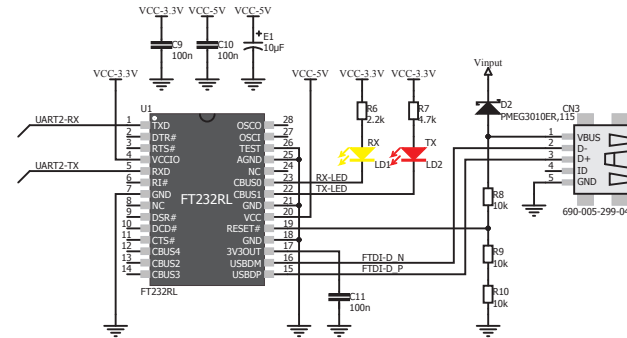 VCC-3.3V VCC-5V VCC-5V
C9
100n
C10
100n
E1
10µF
VCC-3.3V
VCC-5V VCC-3.3V VCC-3.3V
Vinput
U1
R6
2.2k
R7
4.7k
D2
PMEG3010ER,115
CN3
UART2-RX
UART2-TX
1 TXD OSCO 28
2 DTR# OSCI 27
3 RTS# TEST 26
4 VCCIO AGND 25
5 RXD NC 24
6 RI# CBUS0 23
7 GND CBUS1 22
8 NC GND 21
9 DSR# VCC 20
10 DCD# RESET# 19
11 CTS# GND 18
12 CBUS4 3V3OUT 17
13 CBUS2 USBDM 16
14 CBUS3 USBDP 15
FT232RL
FT232RL
RX
LD1
TX
LD2
RX-LED
TX-LED
1 VBUS
2 D-
3 D+
4 ID
5 GND
690-005-299-04
R8
10k
R9
10k
R10
10k
FTDI-D_N
FTDI-D_P
C11
100n